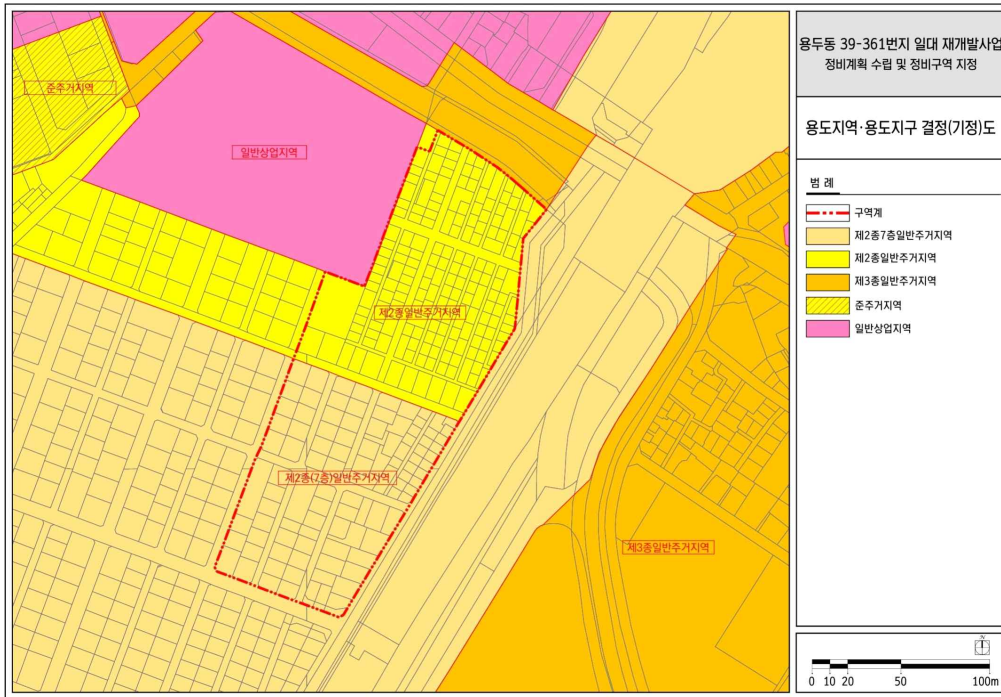 용두동 39-361번지 일대 재개발사업
정비계획 수립 및 정비구역 지정
용도지역·용도지구 결정(기정)도
범 례
구역계
제2종7층일반주거지역
제2종일반주거지역
제3종일반주거지역
준주거지역
일반상업지역
준주거지역
일반상업지역
제2종일반주거지역
제2종(7층)일반주거지역
제3종일반주거지역
N
0 10 20 50 100m